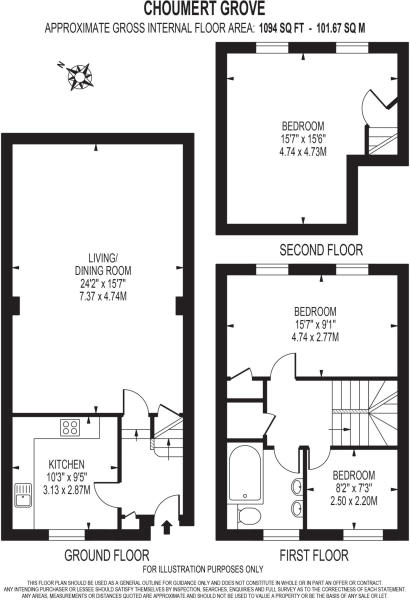 CHOUMERT GROVE
APPROXIMATE GROSS INTERNAL FLOOR AREA: 1094 SQ FT - 101.67 SQ M
N
BEDROOM
15'7" x 15'6"
4.74 x 4.73M
SECOND FLOOR
LIVING/
DINING ROOM
24'2" x 15'7"
7.37 x 4.74M
BEDROOM
15'7" x 9'1"
4.74 x 2.77M
KITCHEN
10'3" x 9'5"
3.13 x 2.87M
BEDROOM
8'2" x 7'3"
2.50 x 2.20M
GROUND FLOOR
FIRST FLOOR
FOR ILLUSTRATION PURPOSES ONLY
THIS FLOOR PLAN SHOULD BE USED AS A GENERAL OUTLINE FOR GUIDANCE ONLY AND DOES NOT CONSTITUTE IN WHOLE OR IN PART AN OFFER OR CONTRACT.
ANY INTENDING PURCHASER OR LESSEE SHOULD SATISFY THEMSELVES BY INSPECTION, SEARCHES, ENQUIRIES AND FULL SURVEY AS TO THE CORRECTNESS OF EACH STATEMENT.
ANY AREAS, MEASUREMENTS OR DISTANCES QUOTED ARE APPROXIMATE AND SHOULD NOT BE USED TO VALUE A PROPERTY OR BE THE BASIS OF ANY SALE OR LET.